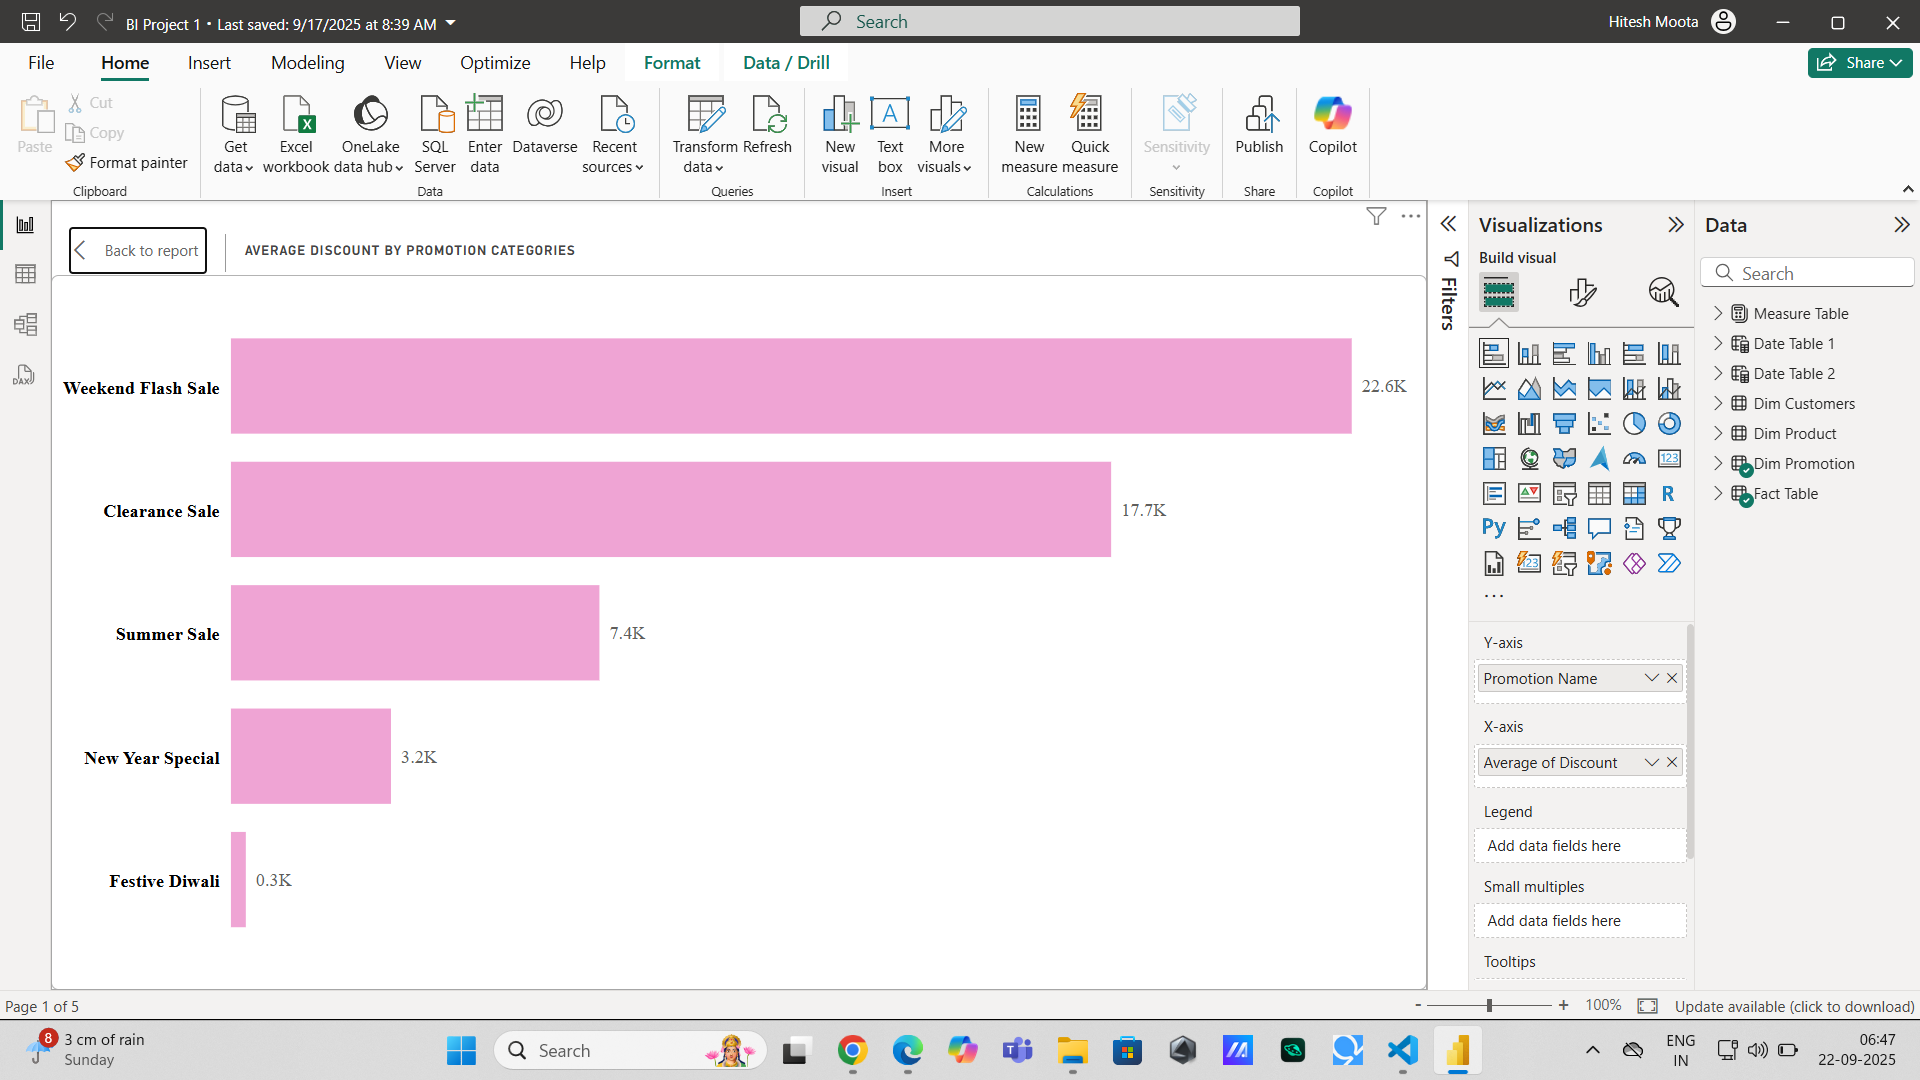 BI Project 1 • Last saved: 9/17/2025 at 8:39 AM
Search
Hitesh Moota
File
Home
Insert
Modeling
View
Optimize
Help
Format
Data / Drill
Share
Paste
Cut
Copy
Format painter
Clipboard
Get data
Excel workbook
OneLake data hub
SQL Server
Enter data
Dataverse
Recent sources
Data
Transform data
Refresh
Queries
New visual
A
Text box
More visuals
Insert
New measure
Quick measure
Calculations
Sensitivity
Sensitivity
Publish
Share
Copilot
Copilot
DAX
Back to report
AVERAGE DISCOUNT BY PROMOTION CATEGORIES
Weekend Flash Sale
22.6K
Clearance Sale
17.7K
Summer Sale
7.4K
New Year Special
3.2K
Festive Diwali
0.3K
Filters
Visualizations
Build visual
123
R
Py
123
Y-axis
Promotion Name
X-axis
Average of Discount
Legend
Add data fields here
Small multiples
Add data fields here
Tooltips
Data
Search
Measure Table
Date Table 1
Date Table 2
Dim Customers
Dim Product
Dim Promotion
Fact Table
Page 1 of 5
- + 100%
Update available (click to download)
8
3 cm of rain
Sunday
Search
ENG
IN
06:47
22-09-2025